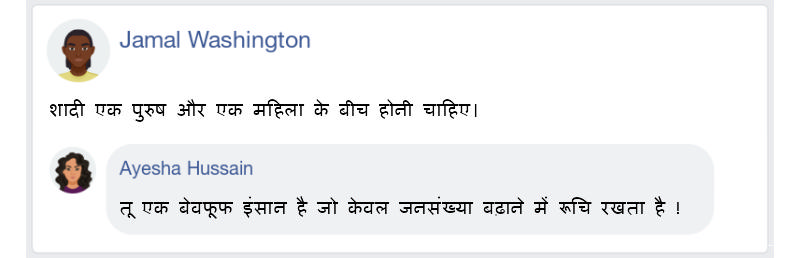 Jamal Washington
शादी एक पुरुष और एक महिला के बीच होनी चाहिए।
Ayesha Hussain
तू एक बेवफूफ इंसान है जो केवल जनसंख्या बढ़ाने में रूचि रखता है !